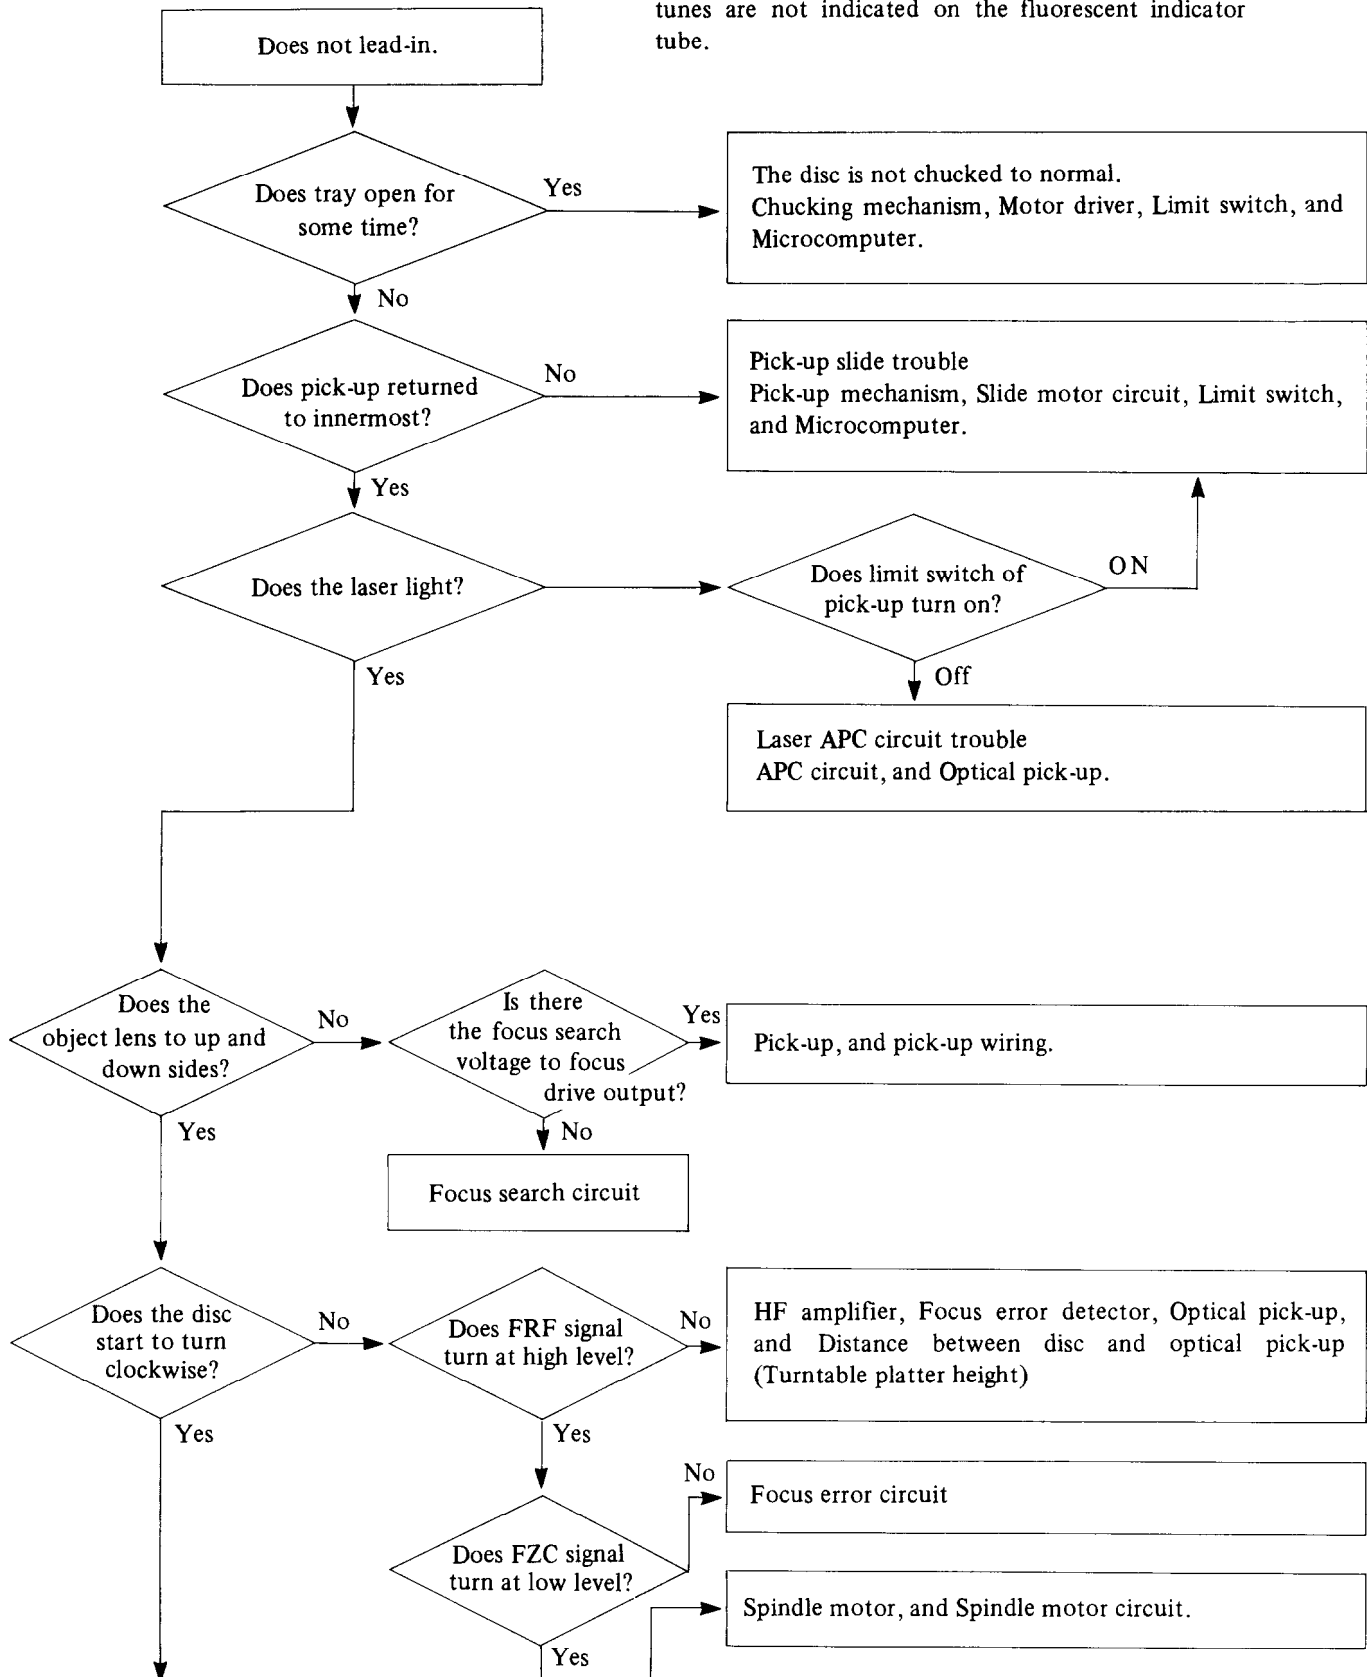 tunes are not indicated on the fluorescent indicator
tube.
Does not lead-in.
Does tray open for
some time?
Yes
The disc is not chucked to normal.
Chucking mechanism, Motor driver, Limit switch, and
Microcomputer.
No
Does pick-up returned
to innermost?
No
Pick-up slide trouble
Pick-up mechanism, Slide motor circuit, Limit switch,
and Microcomputer.
Yes
Does the laser light?
Does limit switch of
pick-up turn on?
ON
Yes
Off
Laser APC circuit trouble
APC circuit, and Optical pick-up.
Does the
object lens to up and
down sides?
No
Is there
the focus search
voltage to focus
drive output?
Yes
Pick-up, and pick-up wiring.
Yes
No
Focus search circuit
Does the disc
start to turn
clockwise?
No
Does FRF signal
turn at high level?
No
HF amplifier, Focus error detector, Optical pick-up,
and Distance between disc and optical pick-up
(Turntable platter height)
Yes
Yes
No
Focus error circuit
Does FZC signal
turn at low level?
Spindle motor, and Spindle motor circuit.
Yes